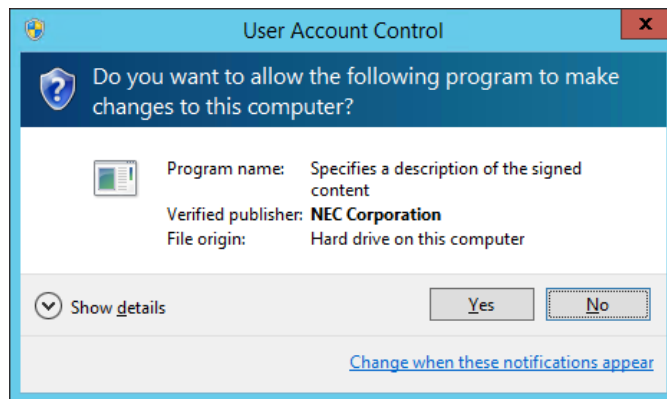 User Account Control
x
Do you want to allow the following program to make
changes to this computer?
Program name: Specifies a description of the signed
content
Verified publisher: NEC Corporation
File origin: Hard drive on this computer
Show details
Yes
No
Change when these notifications appear